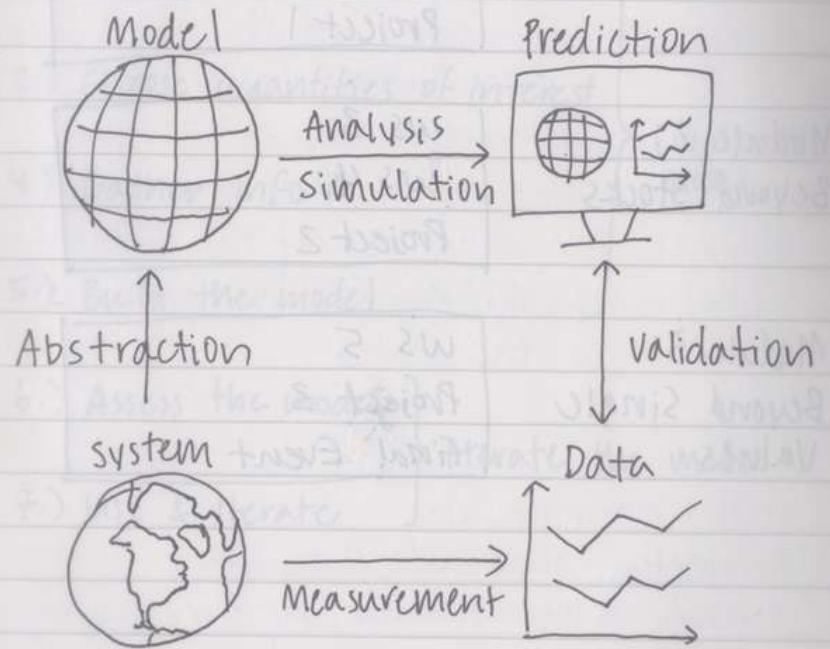 Model
Prediction
Analysis
Simulation
Abstraction
Validation
System
Data
Measurement